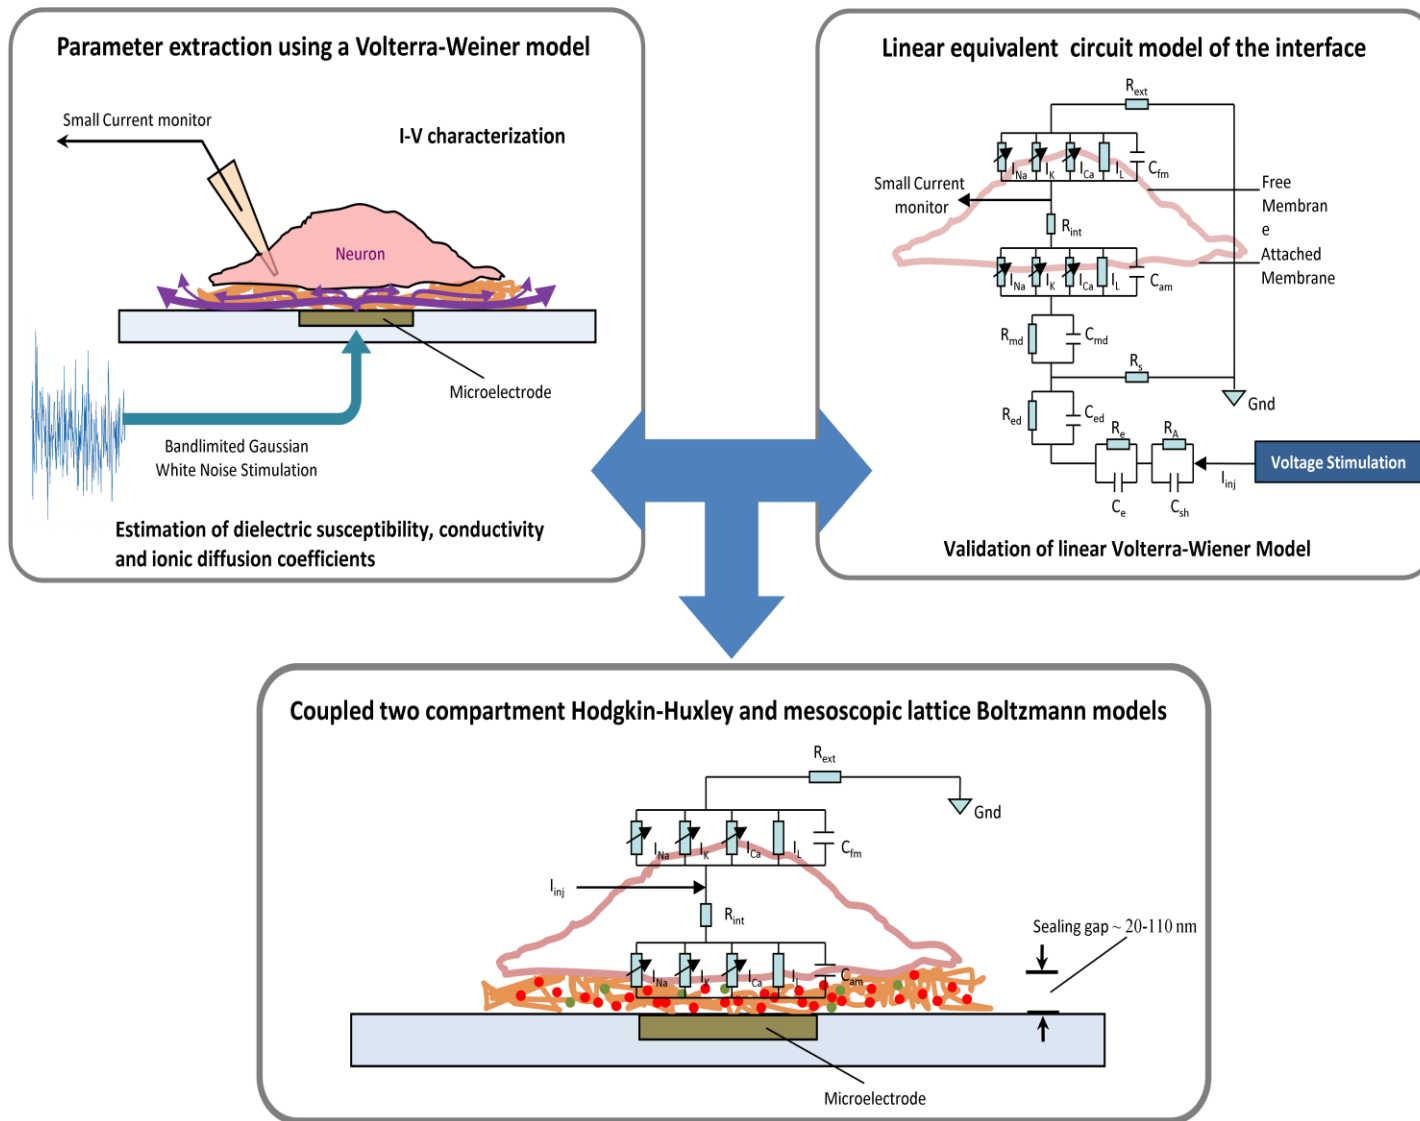 Parameter extraction using a Volterra-Weiner model
Small Current monitor
I-V characterization
Neuron
Microelectrode
Bandlimited Gaussian
White Noise Stimulation
Estimation of dielectric susceptibility, conductivity
and ionic diffusion coefficients
Linear equivalent circuit model of the interface
Rext
INa
IK
ICa
IL
Cfm
Small Current
monitor
Free
Membran
e
Rint
Attached
Membrane
INa
IK
ICa
IL
Cam
Rmd
Cmd
Rs
Gnd
Red
Ced
Re
RA
Voltage Stimulation
Iinj
Ce
Csh
Validation of linear Volterra-Wiener Model
Coupled two compartment Hodgkin-Huxley and mesoscopic lattice Boltzmann models
Rext
Gnd
INa
IK
ICa
IL
Cfm
Iinj
Rint
Sealing gap ~ 20-110 nm
INa
IK
ICa
IL
Cam
Microelectrode